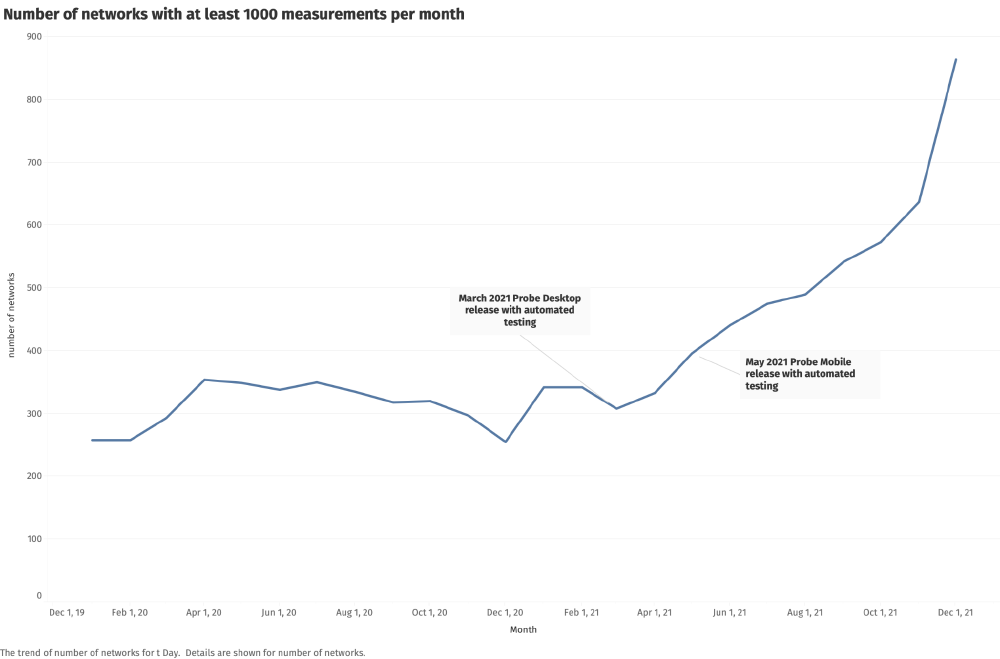 Number of networks with at least 1000 measurements per month
900
800
700
600
500
400
300
200
100
0
number of networks
March 2021 Probe Desktop
release with automated
testing
May 2021 Probe Mobile
release with automated
testing
Dec 1, 19
Feb 1, 20
Apr 1, 20
Jun 1, 20
Aug 1, 20
Oct 1, 20
Dec 1, 20
Feb 1, 21
Apr 1, 21
Jun 1, 21
Aug 1, 21
Oct 1, 21
Dec 1, 21
Month
The trend of number of networks for t Day. Details are shown for number of networks.